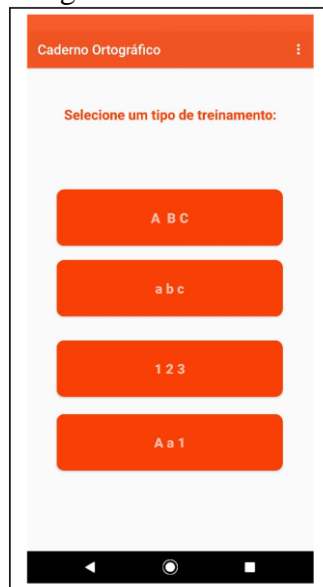 Caderno Ortográfico
Selecione um tipo de treinamento:
A B C
a b c
1 2 3
A a 1